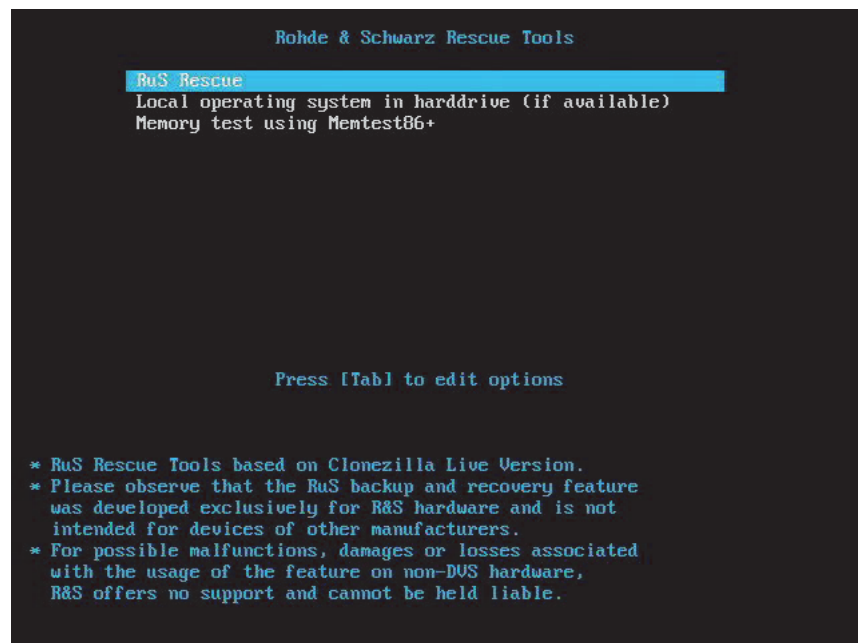 Rohde & Schwarz Rescue Tools
RuS Rescue
Local operating system in harddrive (if available)
Memory test using Memtest86+
Press [Tab] to edit options
* RuS Rescue Tools based on Clonezilla Live Version.
* Please observe that the RuS backup and recovery feature
was developed exclusively for R&S hardware and is not
intended for devices of other manufacturers.
* For possible malfunctions, damages or losses associated
with the usage of the feature on non-DVS hardware,
R&S offers no support and cannot be held liable.